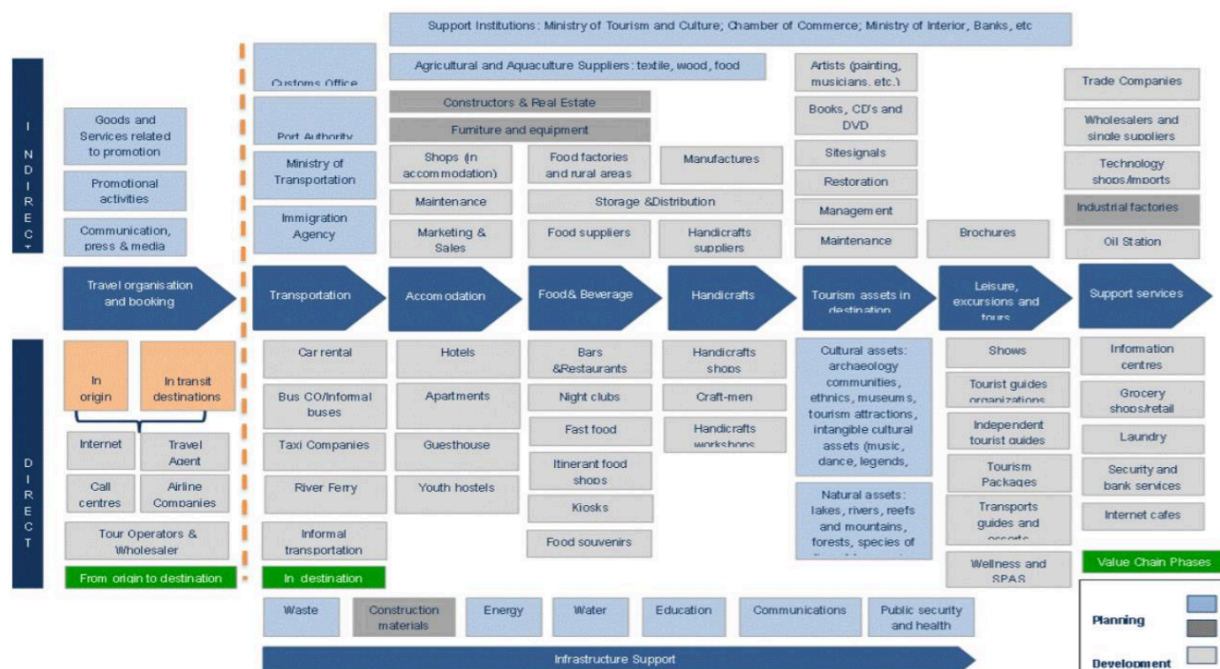 Support Institutions: Ministry of Tourism and Culture; Chamber of Commerce; Ministry of Interior, Banks, etc
I NDIRECT
Goods and
Services related
to promotion
Promotional
activities
Communication,
press & media
Customs Office
Port Authority
Ministry of
Transportation
Immigration
Agency
Agricultural and Aquaculture Suppliers: textile, wood, food
Constructors & Real Estate
Furniture and equipment
Shops (in
accommodation)
Maintenance
Marketing &
Sales
Food factories
and rural areas
Manufactures
Storage &Distribution
Food suppliers
Handicrafts
suppliers
Artists (painting,
musicians, etc.)
Books, CD's and
DVD
Sitesignals
Restoration
Management
Maintenance
Brochures
Trade Companies
Wholesalers and
single suppliers
Technology
shops/Imports
Industrial factories
Oil Station
Travel organisation
and booking
Transportation
Accomodation
Food& Beverage
Handicrafts
Tourism assets in
destination
Leisure,
excursions and
tours
Support services
DIRECT
In
origin
In transit
destinations
Internet
Travel
Agent
Call
centres
Airline
Companies
Tour Operators &
Wholesaler
From origin to destination
Car rental
Bus CO/Informal
buses
Taxi Companies
River Ferry
Informal
transportation
In destination
Hotels
Apartments
Guesthouse
Youth hostels
Bars
&Restaurants
Night clubs
Fast food
Itinerant food
shops
Kiosks
Food souvenirs
Handicrafts
shops
Craft-men
Handicrafts
workshops
Cultural assets:
archaeology
communities,
ethnics, museums,
tourism attractions,
intangible cultural
assets (music,
dance, legends,
Natural assets:
lakes, rivers, reefs
and mountains,
forests, species of
Shows
Tourist guides
organizations
Independent
tourist guides
Tourism
Packages
Transports
guides and
Wellness and
SPAS
Information
centres
Grocery
shops/retail
Laundry
Security and
bank services
Internet cafes
Value Chain Phases
Planning
Development
Waste
Construction
materials
Energy
Water
Education
Communications
Public security
and health
Infrastructure Support